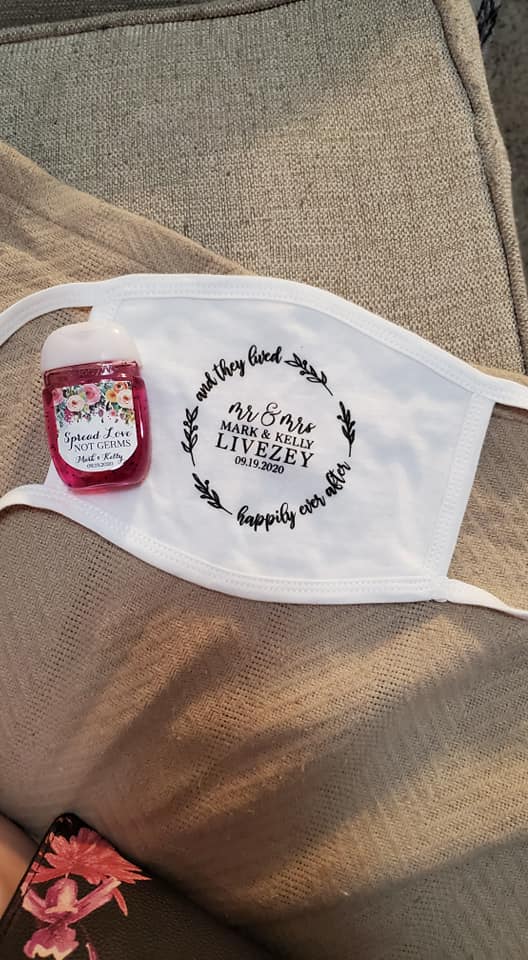 and they lived
mr & mrs
MARK & KELLY
LIVEZEY
09.19.2020
happily ever after
Spread Love
NOT GERMS
Mark & Kelly
09.19.2020